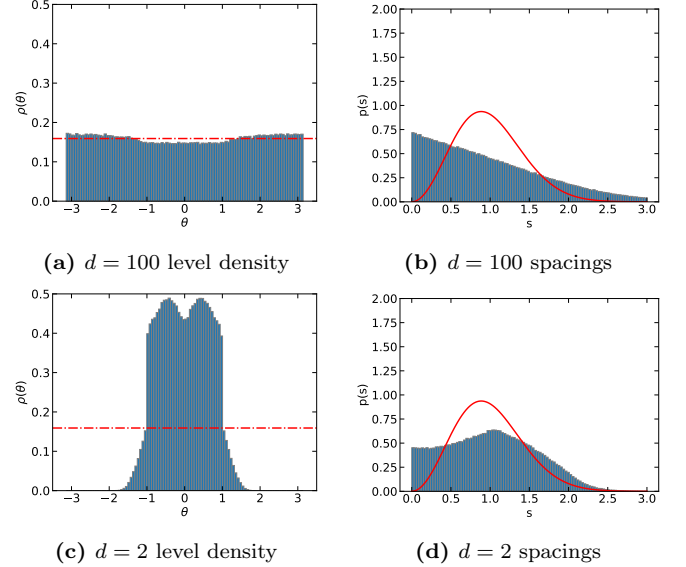 0.5
0.4
0.3
0.2
0.1
0.0
ρ(θ)
−3 −2 −1 0 1 2 3
θ
2.00
1.75
1.50
1.25
1.00
0.75
0.50
0.25
0.00
p(s)
0.0 0.5 1.0 1.5 2.0 2.5 3.0
s
(a) d = 100 level density
(b) d = 100 spacings
0.5
0.4
0.3
0.2
0.1
0.0
ρ(θ)
−3 −2 −1 0 1 2 3
θ
2.00
1.75
1.50
1.25
1.00
0.75
0.50
0.25
0.00
p(s)
0.0 0.5 1.0 1.5 2.0 2.5 3.0
s
(c) d = 2 level density
(d) d = 2 spacings